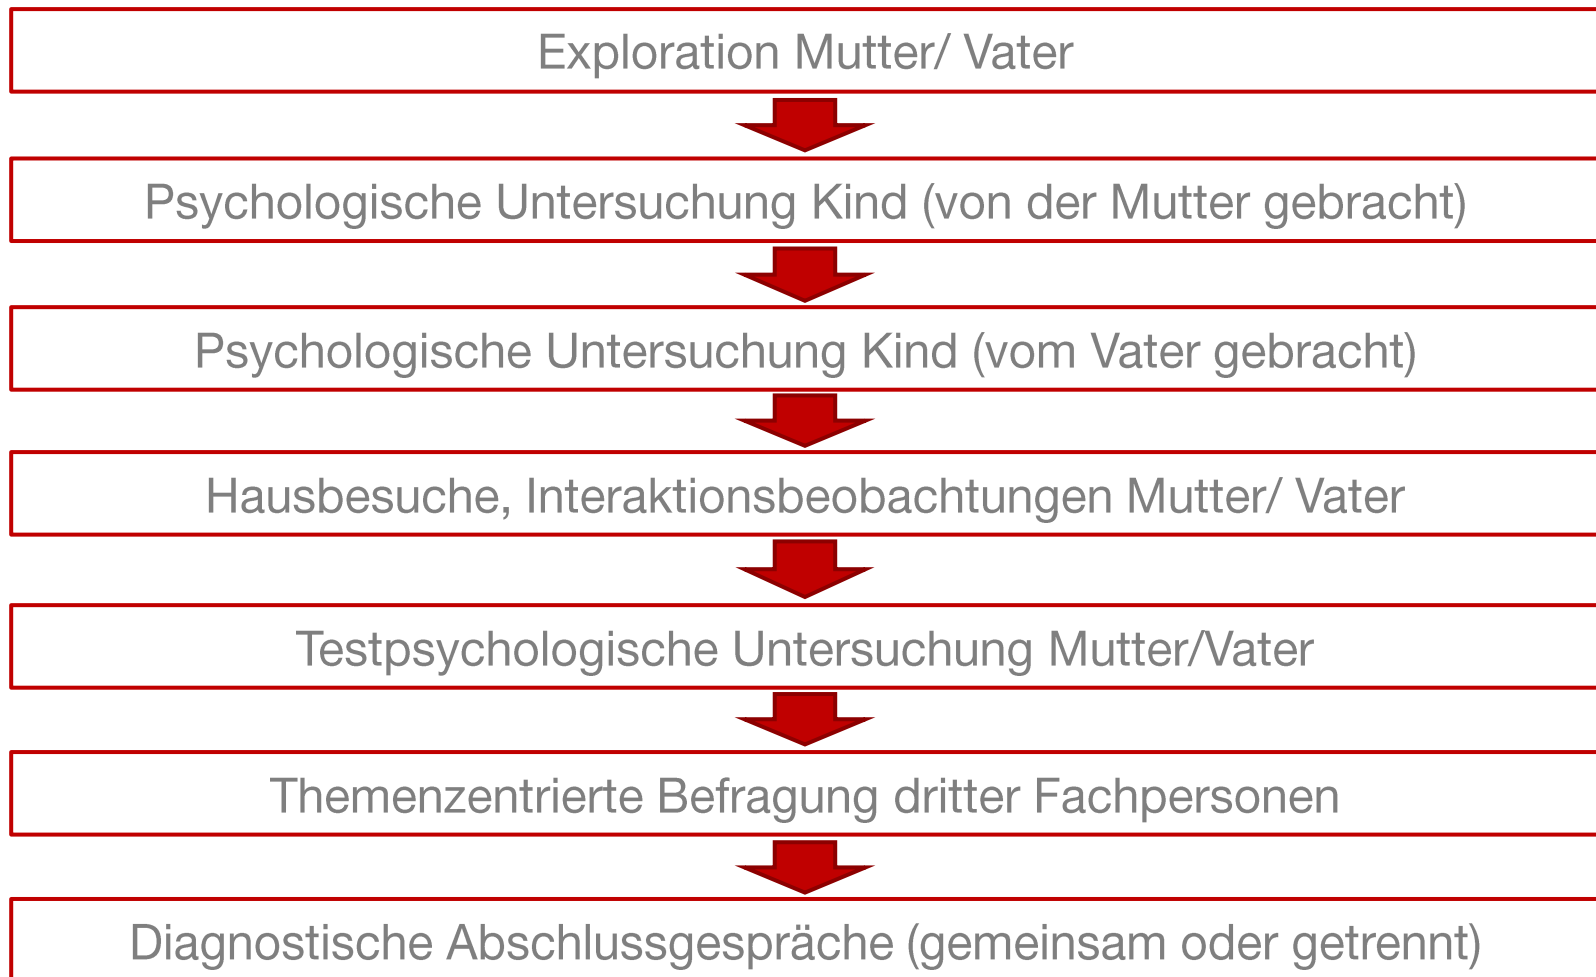 Exploration Mutter/ Vater
Psychologische Untersuchung Kind (von der Mutter gebracht)
Psychologische Untersuchung Kind (vom Vater gebracht)
Hausbesuche, Interaktionsbeobachtungen Mutter/ Vater
Testpsychologische Untersuchung Mutter/Vater
Themenzentrierte Befragung dritter Fachpersonen
Diagnostische Abschlussgespräche (gemeinsam oder getrennt)